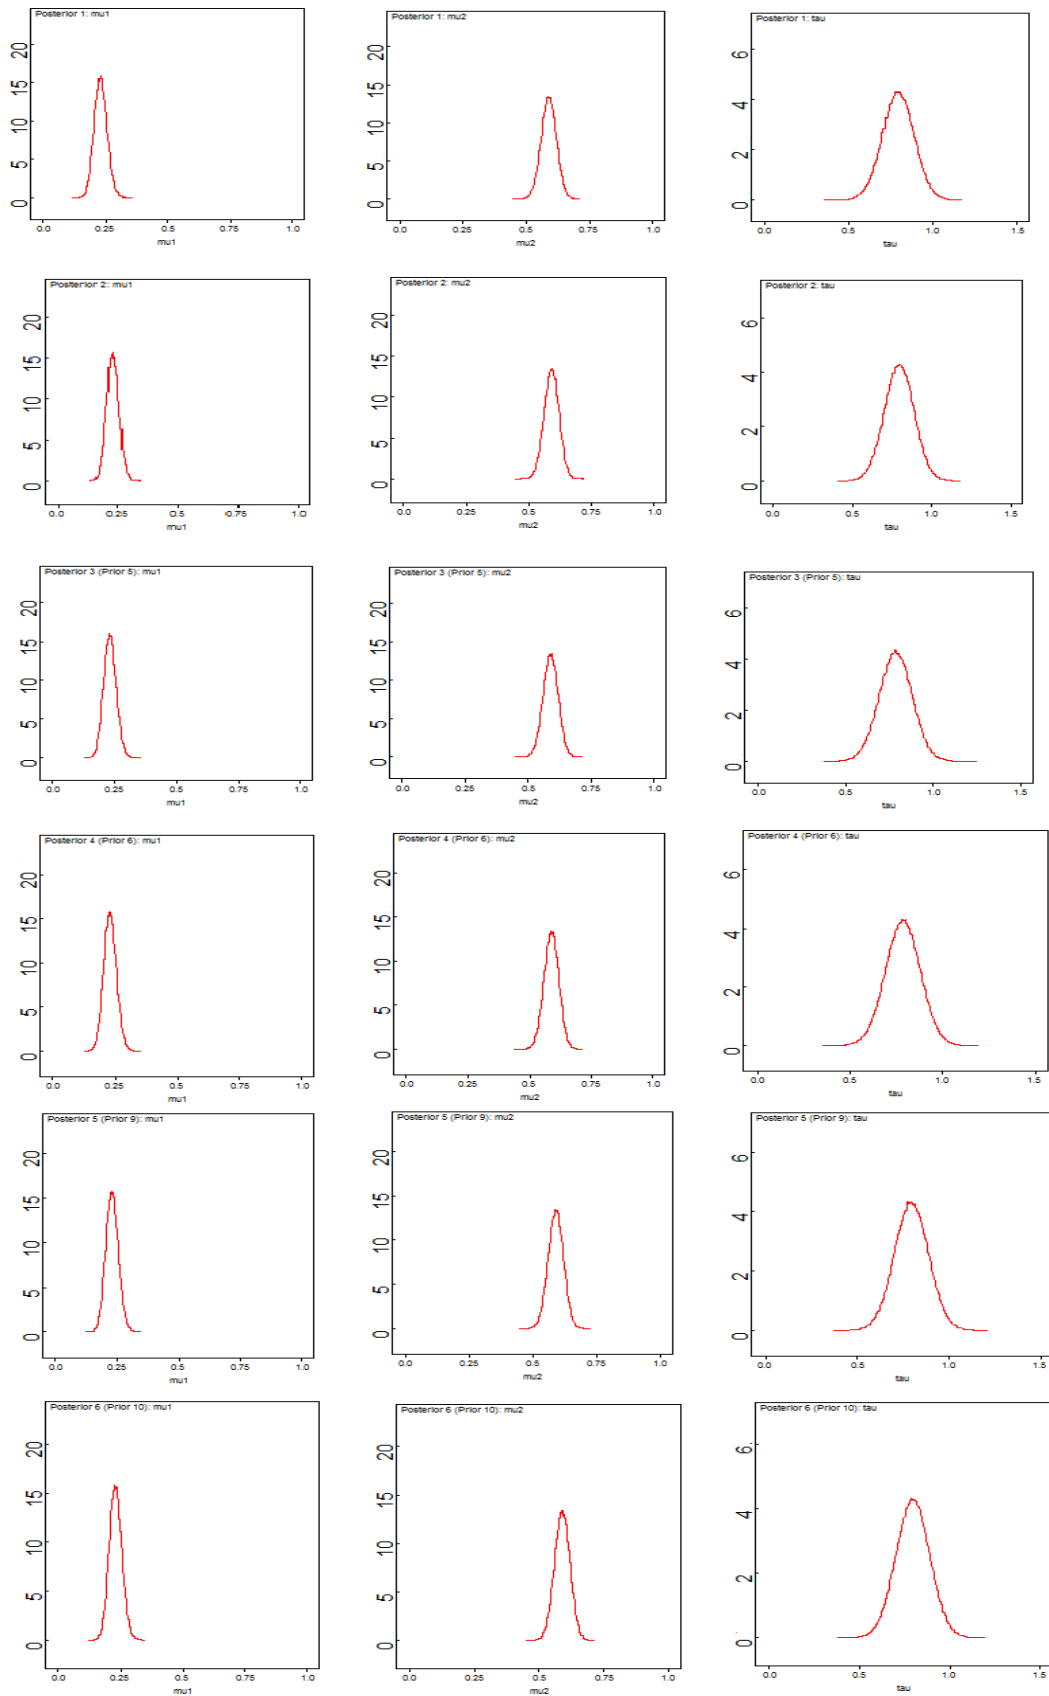 Posterior 1: mu1
20
15
10
5
0
0.0 0.25 0.5 0.75 1.0
mu1
Posterior 1: mu2
20
15
10
5
0
0.0 0.25 0.5 0.75 1.0
mu2
Posterior 1: tau
6
4
2
0
0.0 0.5 1.0 1.5
tau
Posterior 2: mu1
20
15
10
5
0
0.0 0.25 0.5 0.75 1.0
mu1
Posterior 2: mu2
20
15
10
5
0
0.0 0.25 0.5 0.75 1.0
mu2
Posterior 2: tau
6
4
2
0
0.0 0.5 1.0 1.5
tau
Posterior 3 (Prior 5): mu1
20
15
10
5
0
0.0 0.25 0.5 0.75 1.0
mu1
Posterior 3 (Prior 5): mu2
20
15
10
5
0
0.0 0.25 0.5 0.75 1.0
mu2
Posterior 3 (Prior 5): tau
6
4
2
0
0.0 0.5 1.0 1.5
tau
Posterior 4 (Prior 6): mu1
20
15
10
5
0
0.0 0.25 0.5 0.75 1.0
mu1
Posterior 4 (Prior 6): mu2
20
15
10
5
0
0.0 0.25 0.5 0.75 1.0
mu2
Posterior 4 (Prior 6): tau
6
4
2
0
0.0 0.5 1.0 1.5
tau
Posterior 5 (Prior 9): mu1
20
15
10
5
0
0.0 0.25 0.5 0.75 1.0
mu1
Posterior 5 (Prior 9): mu2
20
15
10
5
0
0.0 0.25 0.5 0.75 1.0
mu2
Posterior 5 (Prior 9): tau
6
4
2
0
0.0 0.5 1.0 1.5
tau
Posterior 6 (Prior 10): mu1
20
15
10
5
0
0.0 0.25 0.5 0.75 1.0
mu1
Posterior 6 (Prior 10): mu2
20
15
10
5
0
0.0 0.25 0.5 0.75 1.0
mu2
Posterior 6 (Prior 10): tau
6
4
2
0
0.0 0.5 1.0 1.5
tau